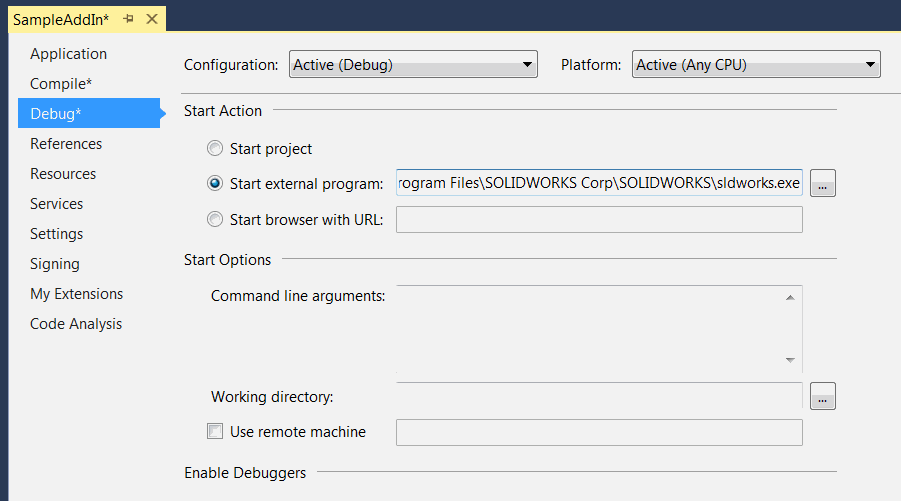 SampleAddIn*
Application
Compile*
Debug*
References
Resources
Services
Settings
Signing
My Extensions
Code Analysis
Configuration: Active (Debug) Platform: Active (Any CPU)
Start Action
Start project
Start external program: rogram Files\SOLIDWORKS Corp\SOLIDWORKS\sldworks.exe ...
Start browser with URL:
Start Options
Command line arguments:
Working directory: ...
Use remote machine
Enable Debuggers